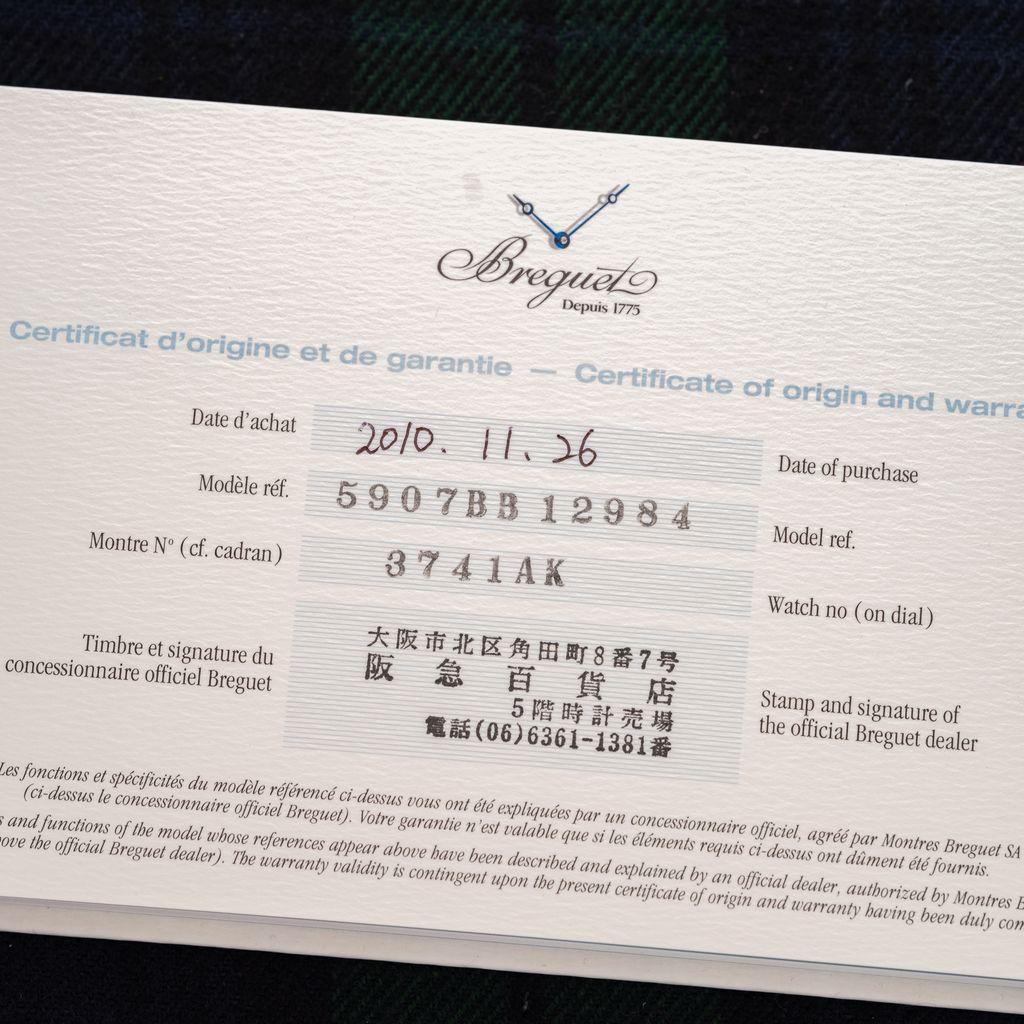 Breguet
Depuis 1775
Certificat d'origine et de garantie — Certificate of origin and warra
Date d'achat 2010. 11. 26 Date of purchase
Modèle réf. 5907BB 12984 Model ref.
Montre Nº (cf. cadran) 3741AK Watch no (on dial)
Timbre et signature du
concessionnaire officiel Breguet
大阪市北区角田町8番7号
阪急百貨店
5階時計売場
電話(06)6361-1381番
Stamp and signature of
the official Breguet dealer
Les fonctions et spécificités du modèle référencé ci-dessus vous ont été expliquées par un concessionnaire officiel, agréé par Montres Breguet SA
(ci-dessus le concessionnaire officiel Breguet). Votre garantie n'est valable que si les éléments requis ci-dessus ont dûment été fournis.
s and functions of the model whose references appear above have been described and explained by an official dealer, authorized by Montres B
ove the official Breguet dealer). The warranty validity is contingent upon the present certificate of origin and warranty having been duly com